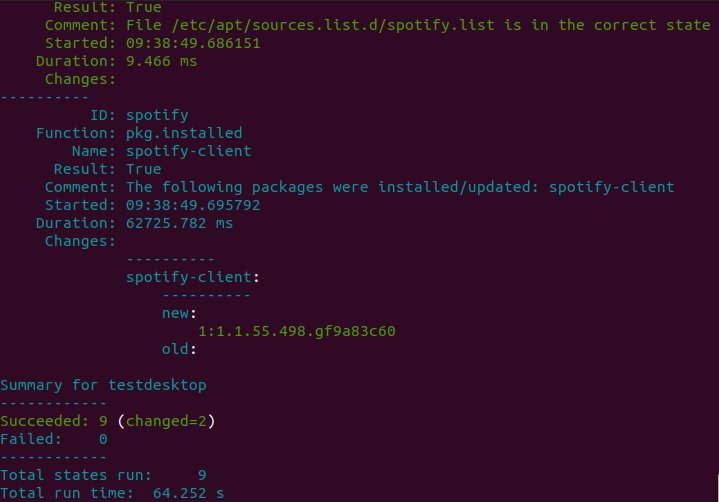 Result: True
Comment: File /etc/apt/sources.list.d/spotify.list is in the correct state
Started: 09:38:49.686151
Duration: 9.466 ms
Changes:
----------
ID: spotify
Function: pkg.installed
Name: spotify-client
Result: True
Comment: The following packages were installed/updated: spotify-client
Started: 09:38:49.695792
Duration: 62725.782 ms
Changes:
----------
spotify-client:
----------
new:
1:1.1.55.498.gf9a83c60
old:
Summary for testdesktop
------------
Succeeded: 9 (changed=2)
Failed: 0
------------
Total states run: 9
Total run time: 64.252 s